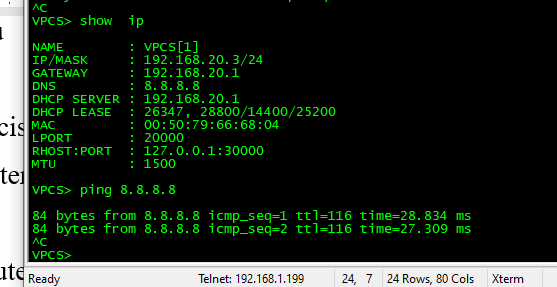 ^C
VPCS> show  ip
NAME        : VPCS[1]
IP/MASK     : 192.168.20.3/24
GATEWAY     : 192.168.20.1
DNS         : 8.8.8.8
DHCP SERVER : 192.168.20.1
DHCP LEASE  : 26347, 28800/14400/25200
MAC         : 00:50:79:66:68:04
LPORT       : 20000
RHOST:PORT  : 127.0.0.1:30000
MTU         : 1500
VPCS> ping 8.8.8.8
84 bytes from 8.8.8.8 icmp_seq=1 ttl=116 time=28.834 ms
84 bytes from 8.8.8.8 icmp_seq=2 ttl=116 time=27.309 ms
^C
VPCS>
Ready Telnet: 192.168.1.199 24, 7 24 Rows, 80 Cols Xterm